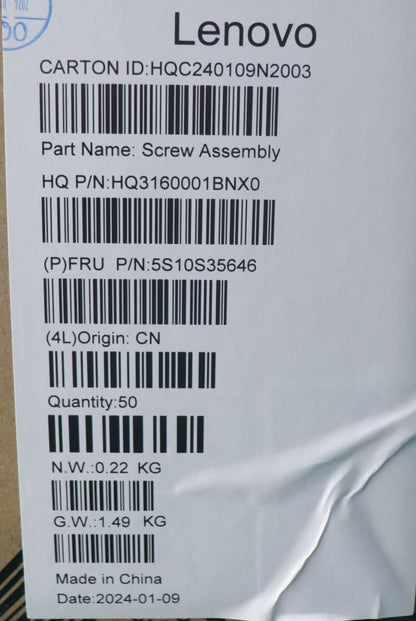 Lenovo
CARTON ID:HQC240109N2003
Part Name: Screw Assembly
HQ P/N:HQ3160001BNX0
(P)FRU P/N:5S10S35646
(4L)Origin: CN
Quantity:50
N.W.:0.22 KG
G.W.:1.49 KG
Made in China
Date:2024-01-09